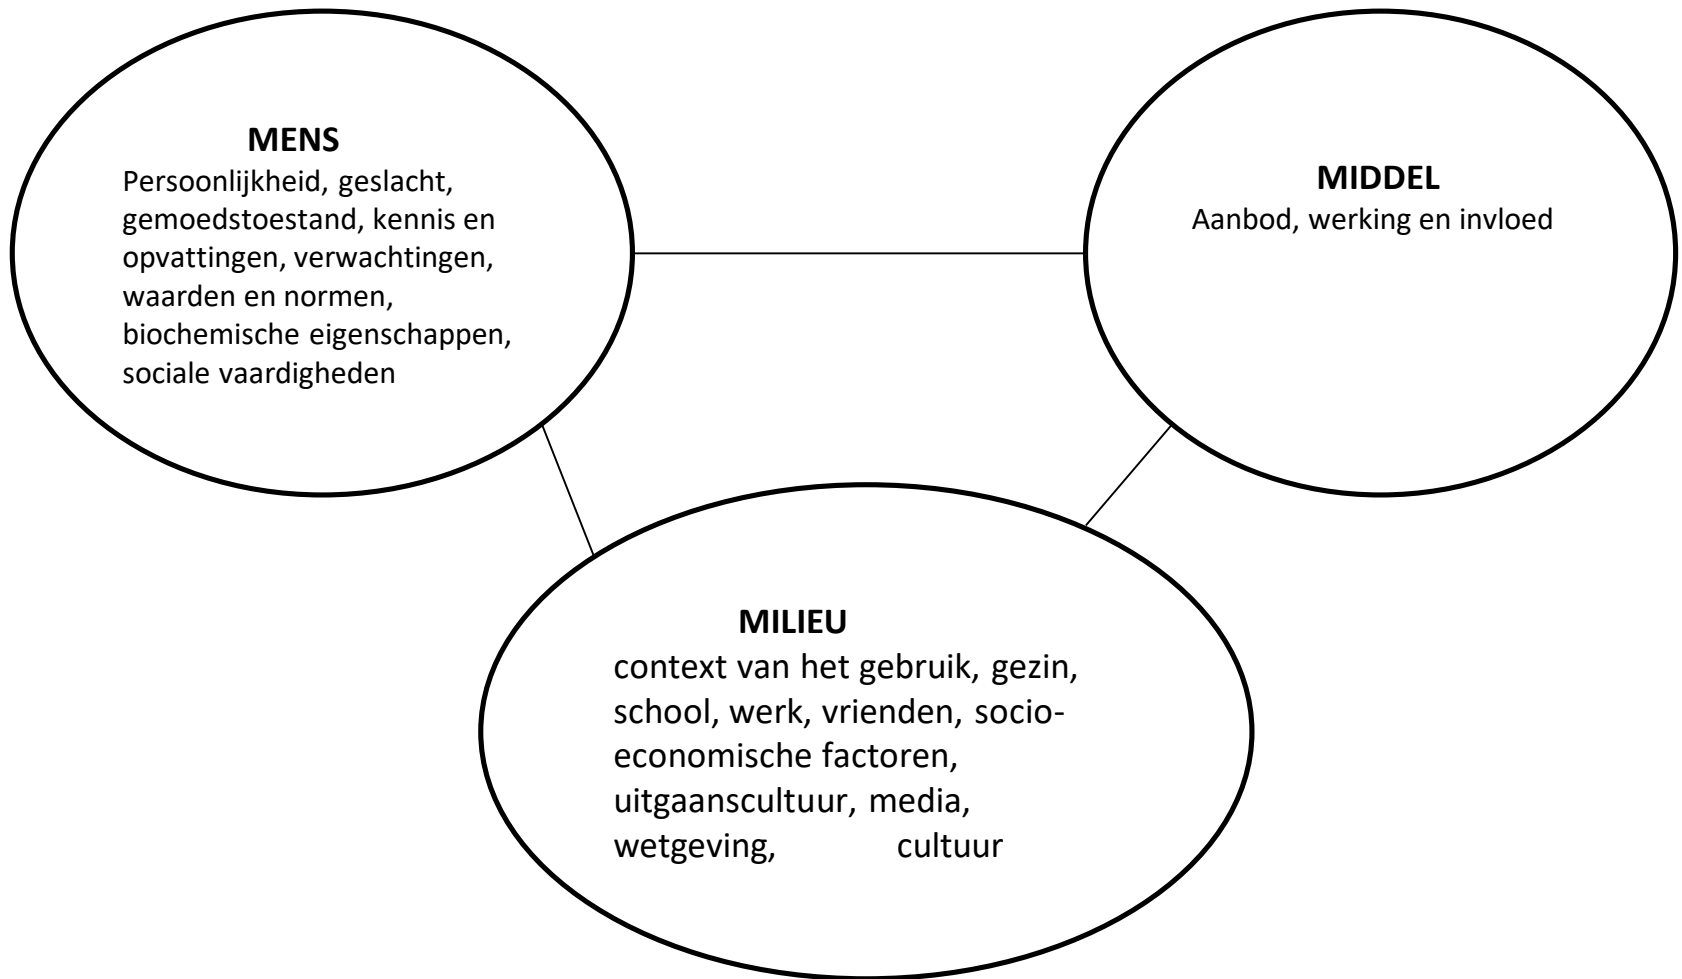 MENS
Persoonlijkheid, geslacht,
gemoedstoestand, kennis en
opvattingen, verwachtingen,
waarden en normen,
biochemische eigenschappen,
sociale vaardigheden
MIDDEL
Aanbod, werking en invloed
MILIEU
context van het gebruik, gezin,
school, werk, vrienden, socio-
economische factoren,
uitgaanscultuur, media,
wetgeving, cultuur